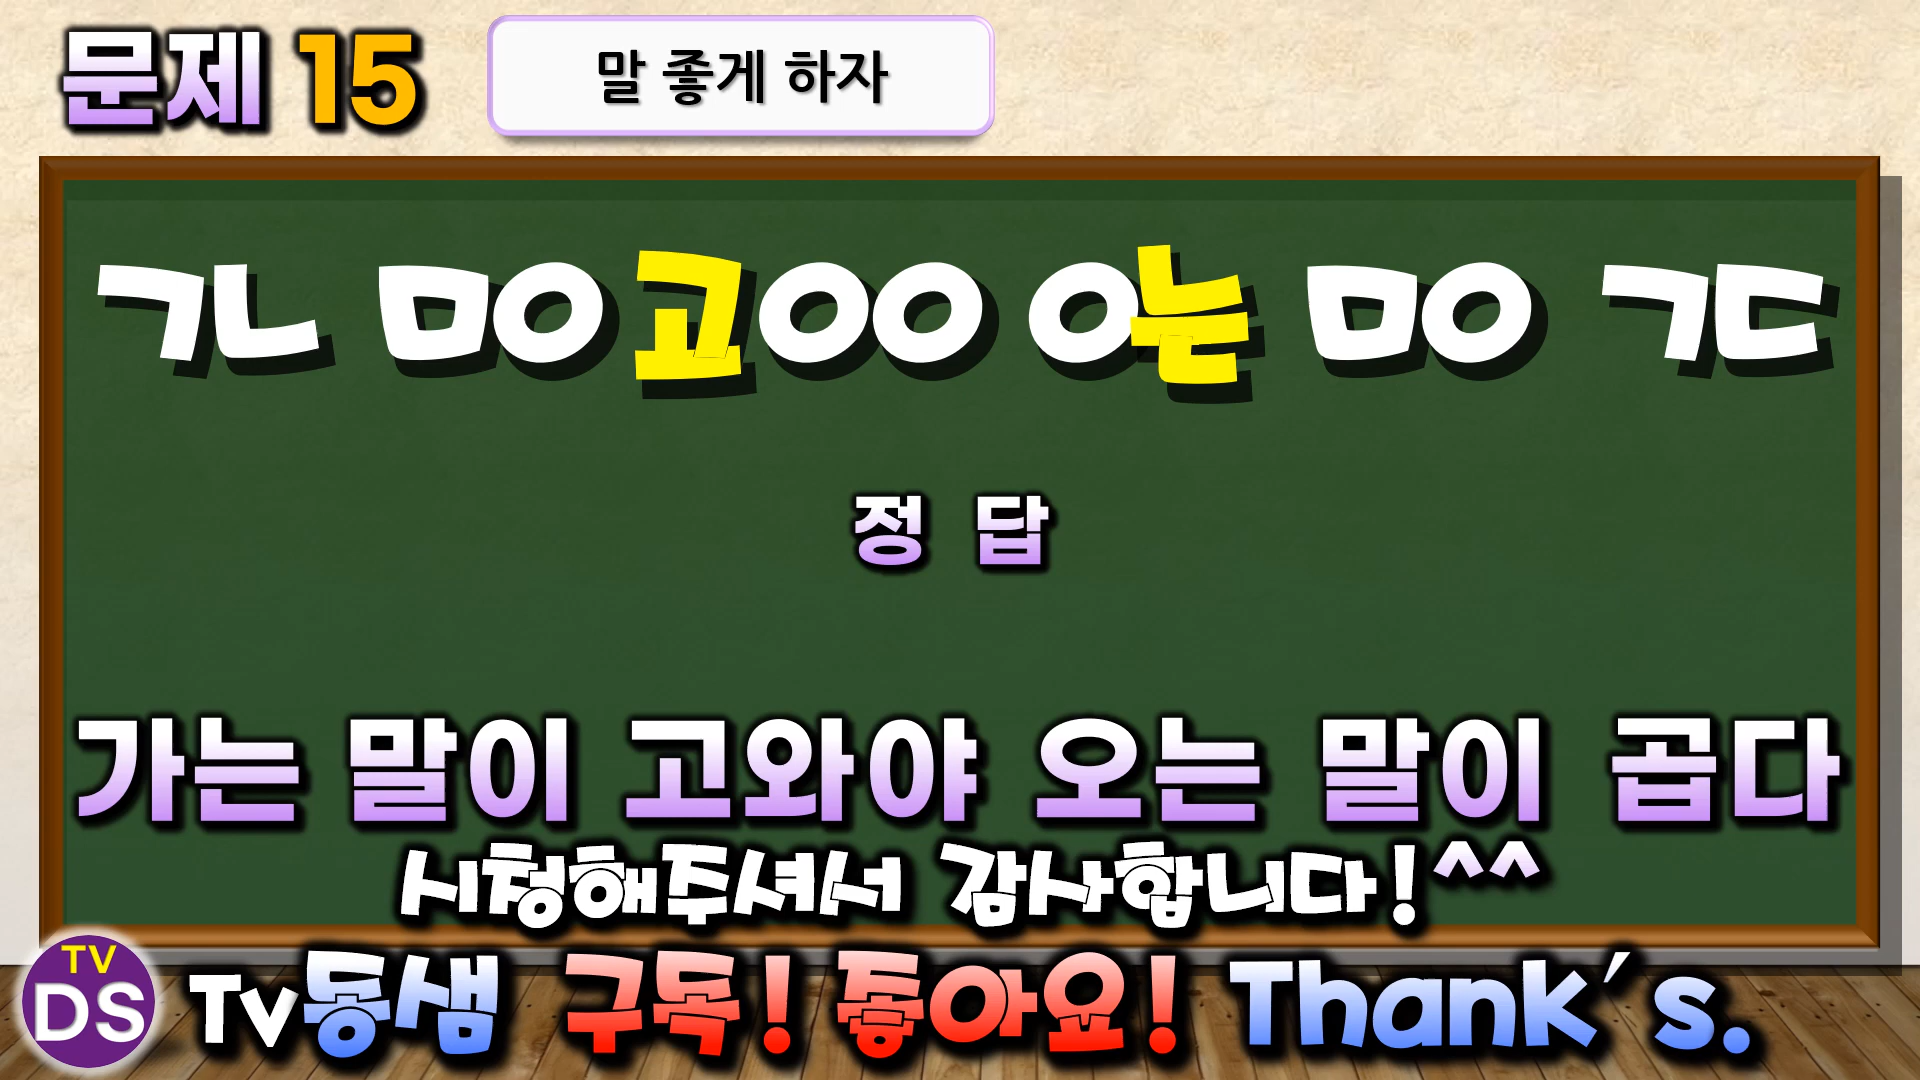 문제 15
말 좋게 하자
ㄱㄴ ㅁㅇ 고ㅇㅇ ㅇ는 ㅁㅇ ㄱㄷ
정 답
가는 말이 고와야 오는 말이 곱다
시청해주셔서 감사합니다!^^
TV
DS
Tv동샘 구독! 좋아요! Thank's.